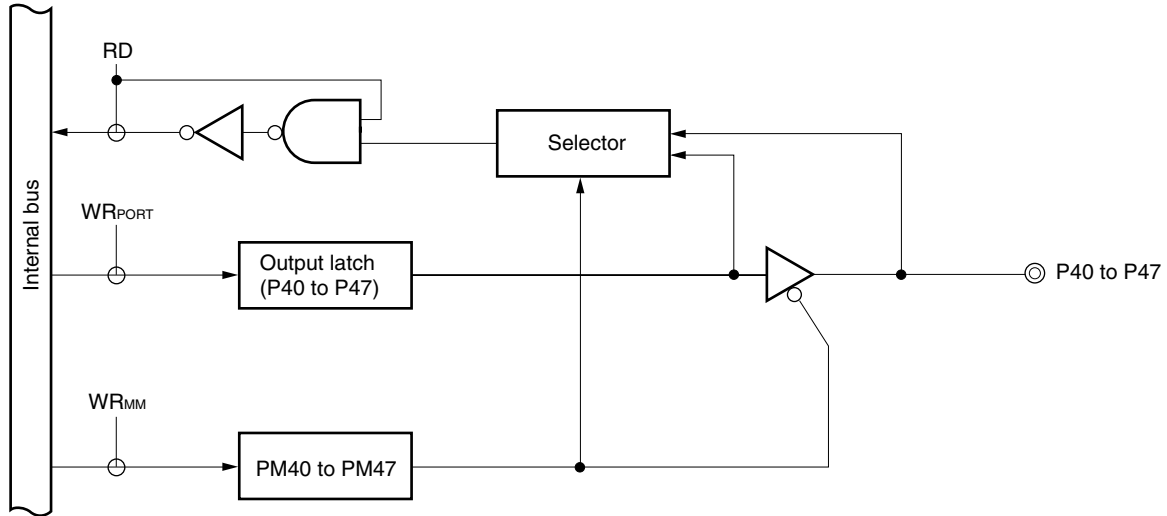 RD
Selector
Internal bus
WRPORT
Output latch
(P40 to P47)
P40 to P47
WRMM
PM40 to PM47